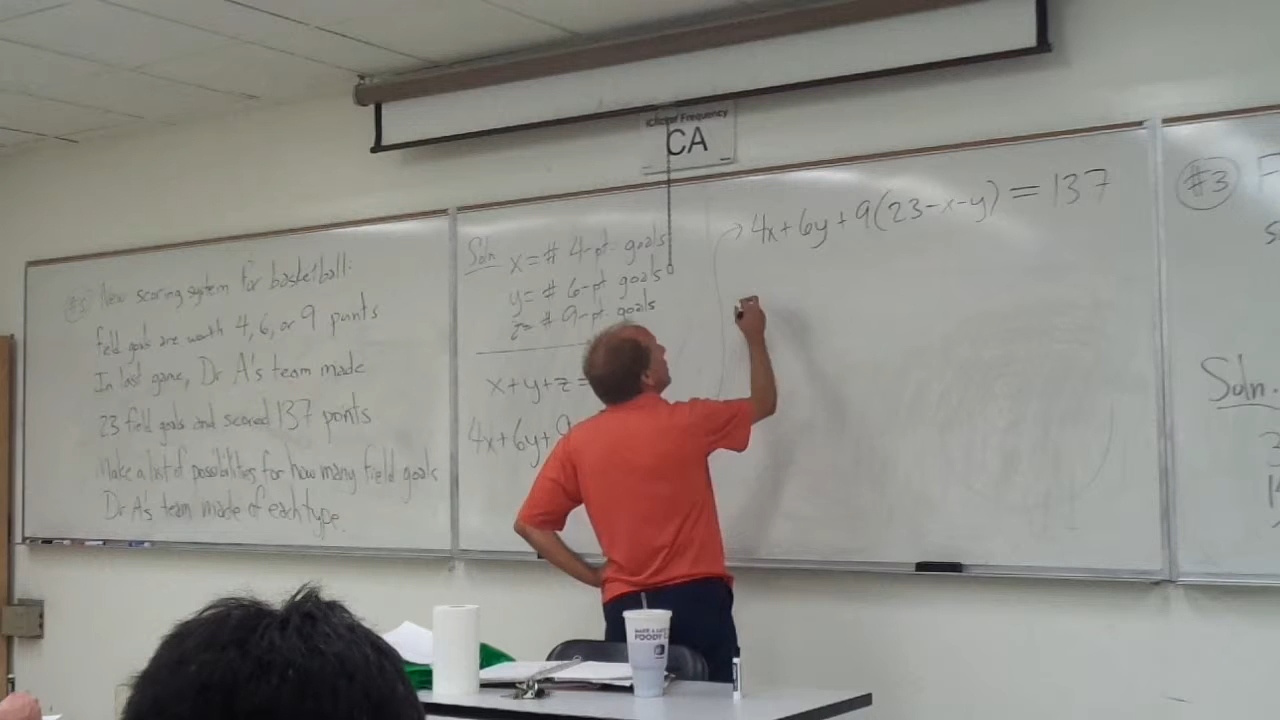 iClicker Frequency
CA
#5 New scoring system for basketball:
field goals are worth 4, 6, or 9 points
In last game, Dr A's team made
23 field goals and scored 137 points
Make a list of possibilities for how many field goals
Dr A's team made of each type.
Soln x = # 4-pt. goals
y = # 6-pt goals
z = # 9-pt. goals
x+y+z=
4x+6y+9
4x+6y+9(23-x-y)=137
#3
Soln.
FOODY